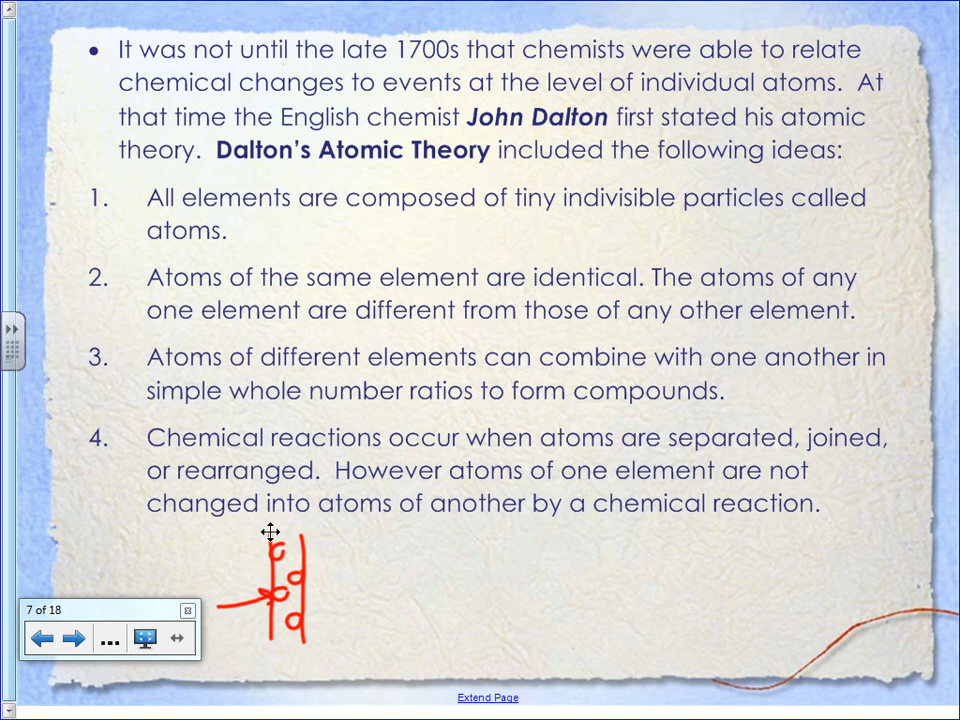 • It was not until the late 1700s that chemists were able to relate
chemical changes to events at the level of individual atoms.  At
that time the English chemist John Dalton first stated his atomic
theory.  Dalton's Atomic Theory included the following ideas:
1. All elements are composed of tiny indivisible particles called
atoms.
2. Atoms of the same element are identical. The atoms of any
one element are different from those of any other element.
3. Atoms of different elements can combine with one another in
simple whole number ratios to form compounds.
4. Chemical reactions occur when atoms are separated, joined,
or rearranged.  However atoms of one element are not
changed into atoms of another by a chemical reaction.
7 of 18
...
Extend Page